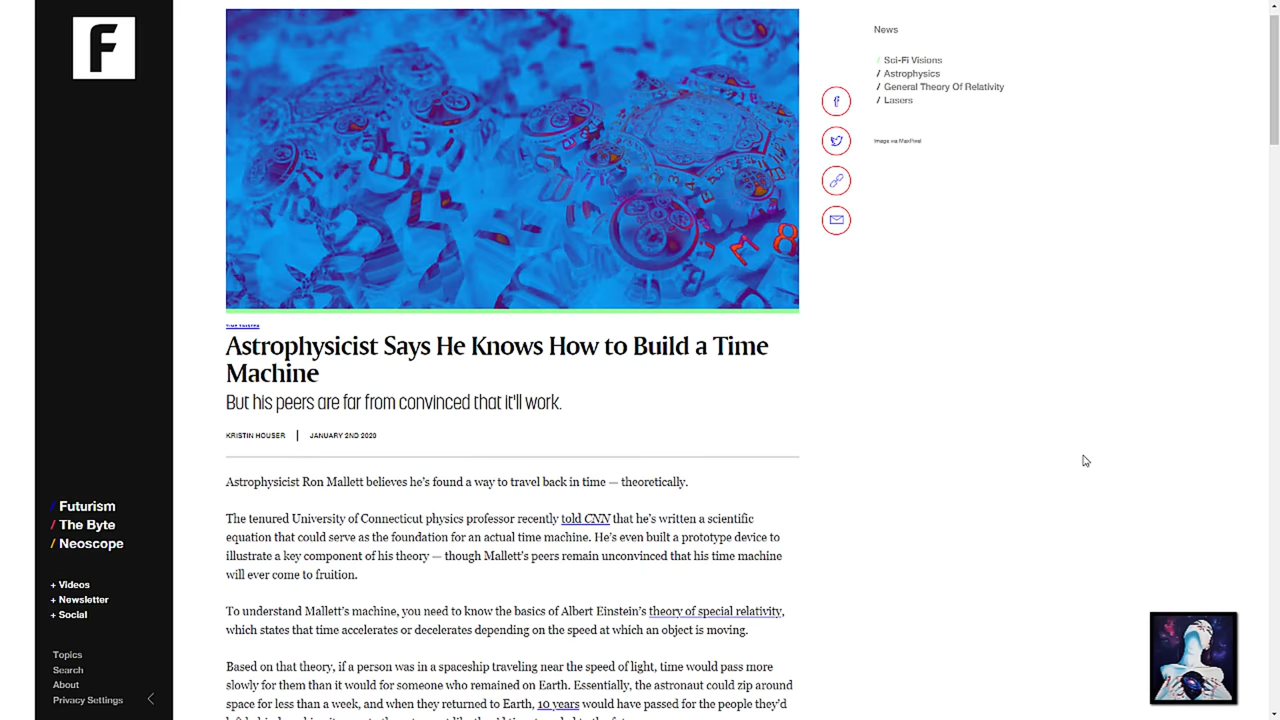 F
News
/ Sci-Fi Visions
/ Astrophysics
/ General Theory Of Relativity
/ Lasers
Image via MaxPixel
Astrophysicist Says He Knows How to Build a Time
Machine
But his peers are far from convinced that it'll work.
KRISTIN HOUSER | JANUARY 2ND 2020
Astrophysicist Ron Mallett believes he's found a way to travel back in time — theoretically.
The tenured University of Connecticut physics professor recently told CNN that he's written a scientific
equation that could serve as the foundation for an actual time machine. He's even built a prototype device to
illustrate a key component of his theory — though Mallett's peers remain unconvinced that his time machine
will ever come to fruition.
To understand Mallett's machine, you need to know the basics of Albert Einstein's theory of special relativity,
which states that time accelerates or decelerates depending on the speed at which an object is moving.
Based on that theory, if a person was in a spaceship traveling near the speed of light, time would pass more
slowly for them than it would for someone who remained on Earth. Essentially, the astronaut could zip around
space for less than a week, and when they returned to Earth, 10 years would have passed for the people they'd
/ Futurism
/ The Byte
/ Neoscope
+ Videos
+ Newsletter
+ Social
Topics
Search
About
Privacy Settings